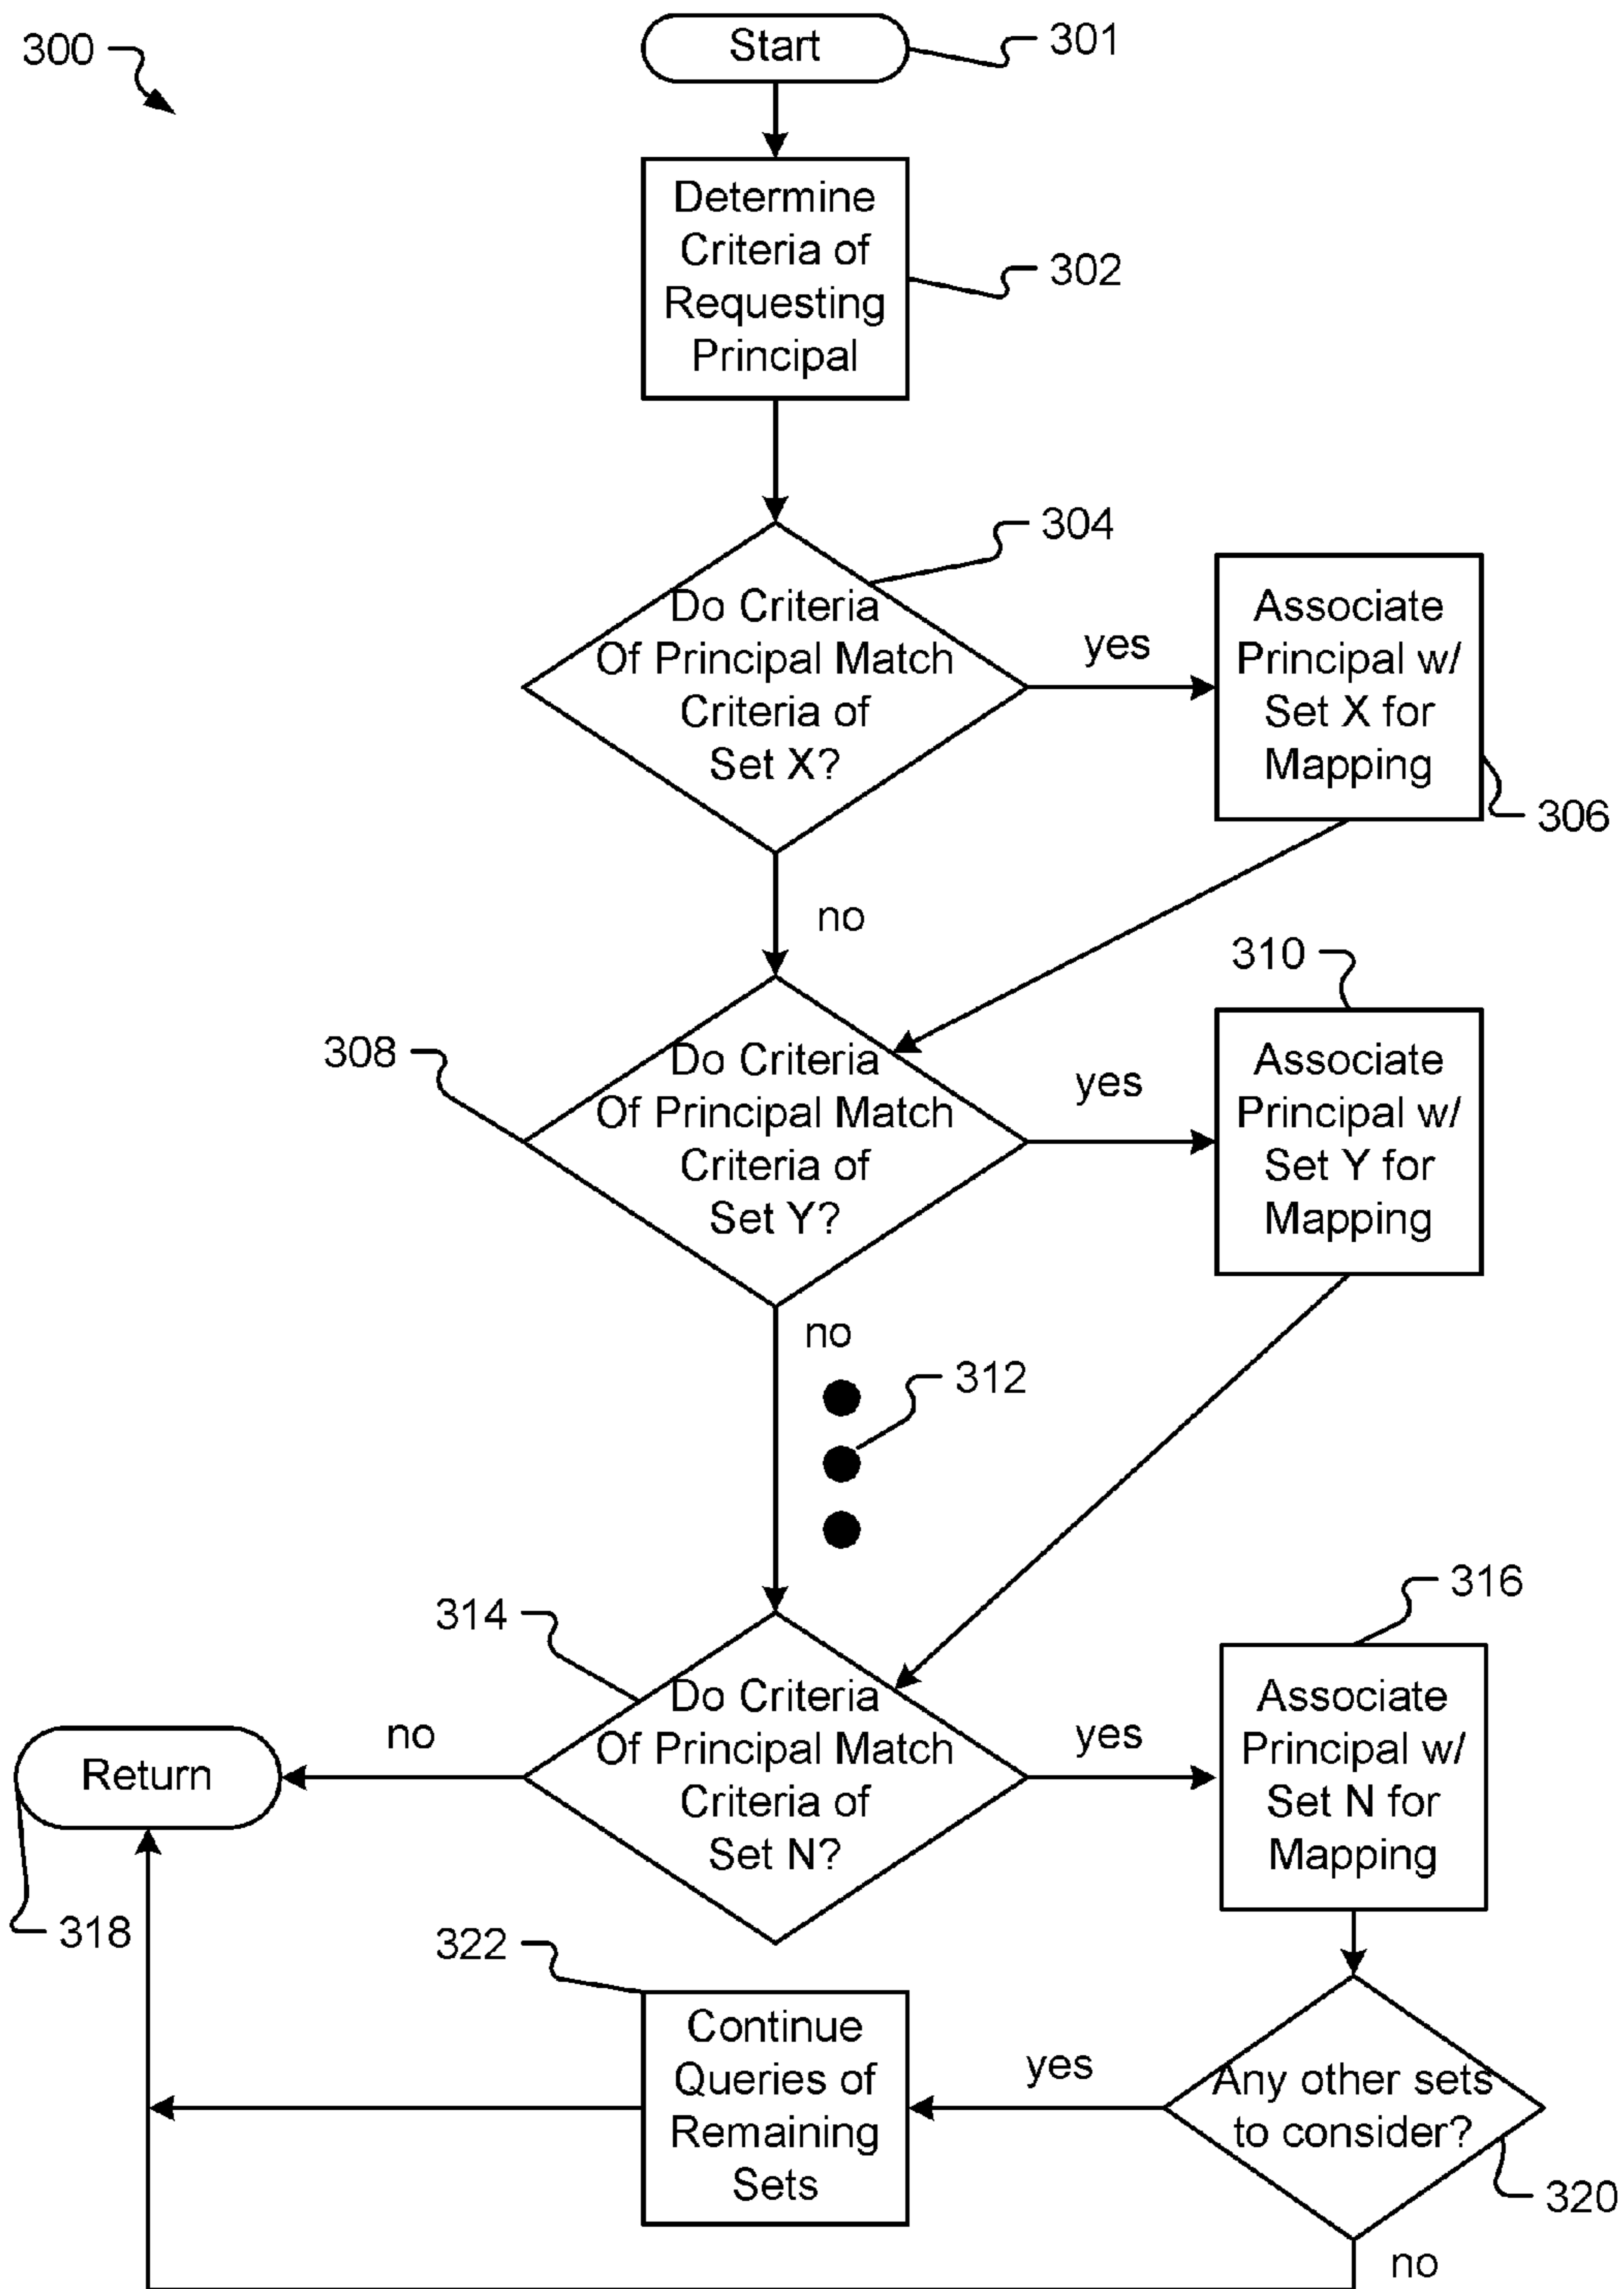 300
Start
301
Determine
Criteria of
Requesting
Principal
302
304
Do Criteria
Of Principal Match
Criteria of
Set X?
yes
Associate
Principal w/
Set X for
Mapping
306
no
310
308
Do Criteria
Of Principal Match
Criteria of
Set Y?
yes
Associate
Principal w/
Set Y for
Mapping
no
312
314
316
Do Criteria
Of Principal Match
Criteria of
Set N?
no
Return
318
yes
Associate
Principal w/
Set N for
Mapping
322
Continue
Queries of
Remaining
Sets
yes
Any other sets
to consider?
320
no